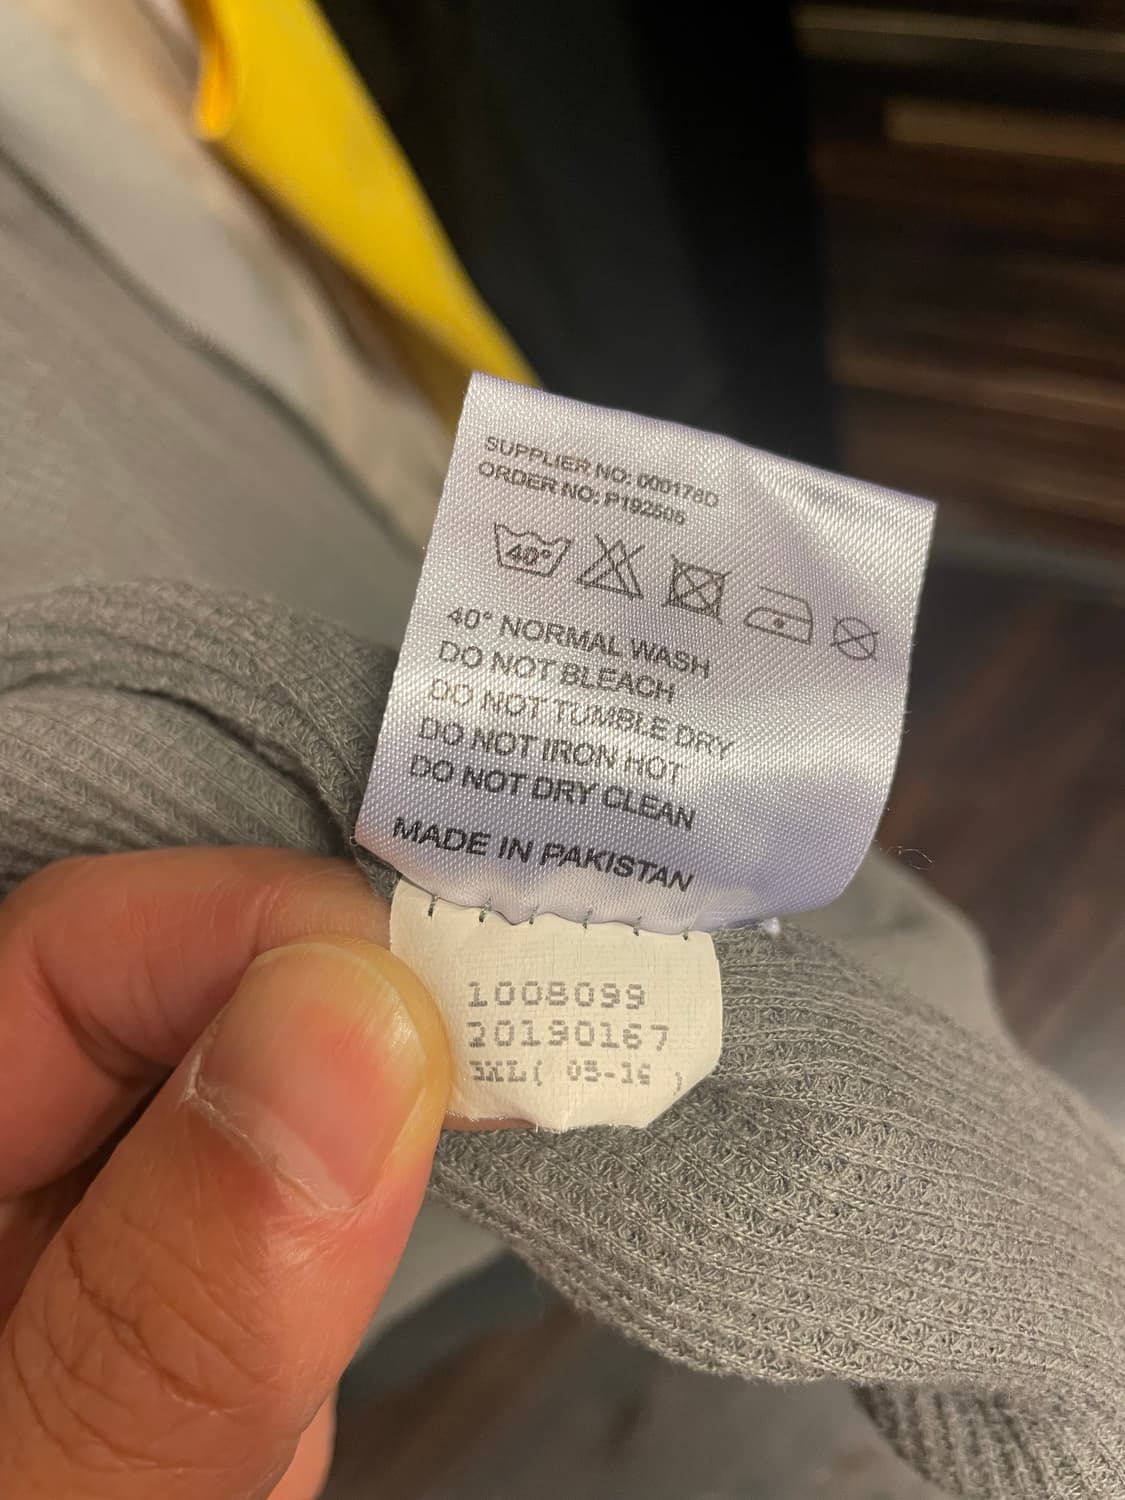 SUPPLIER NO: 000178D
ORDER NO: P192505
40°
40° NORMAL WASH
DO NOT BLEACH
DO NOT TUMBLE DRY
DO NOT IRON HOT
DO NOT DRY CLEAN
MADE IN PAKISTAN
1008099
20190167
3XL(
)